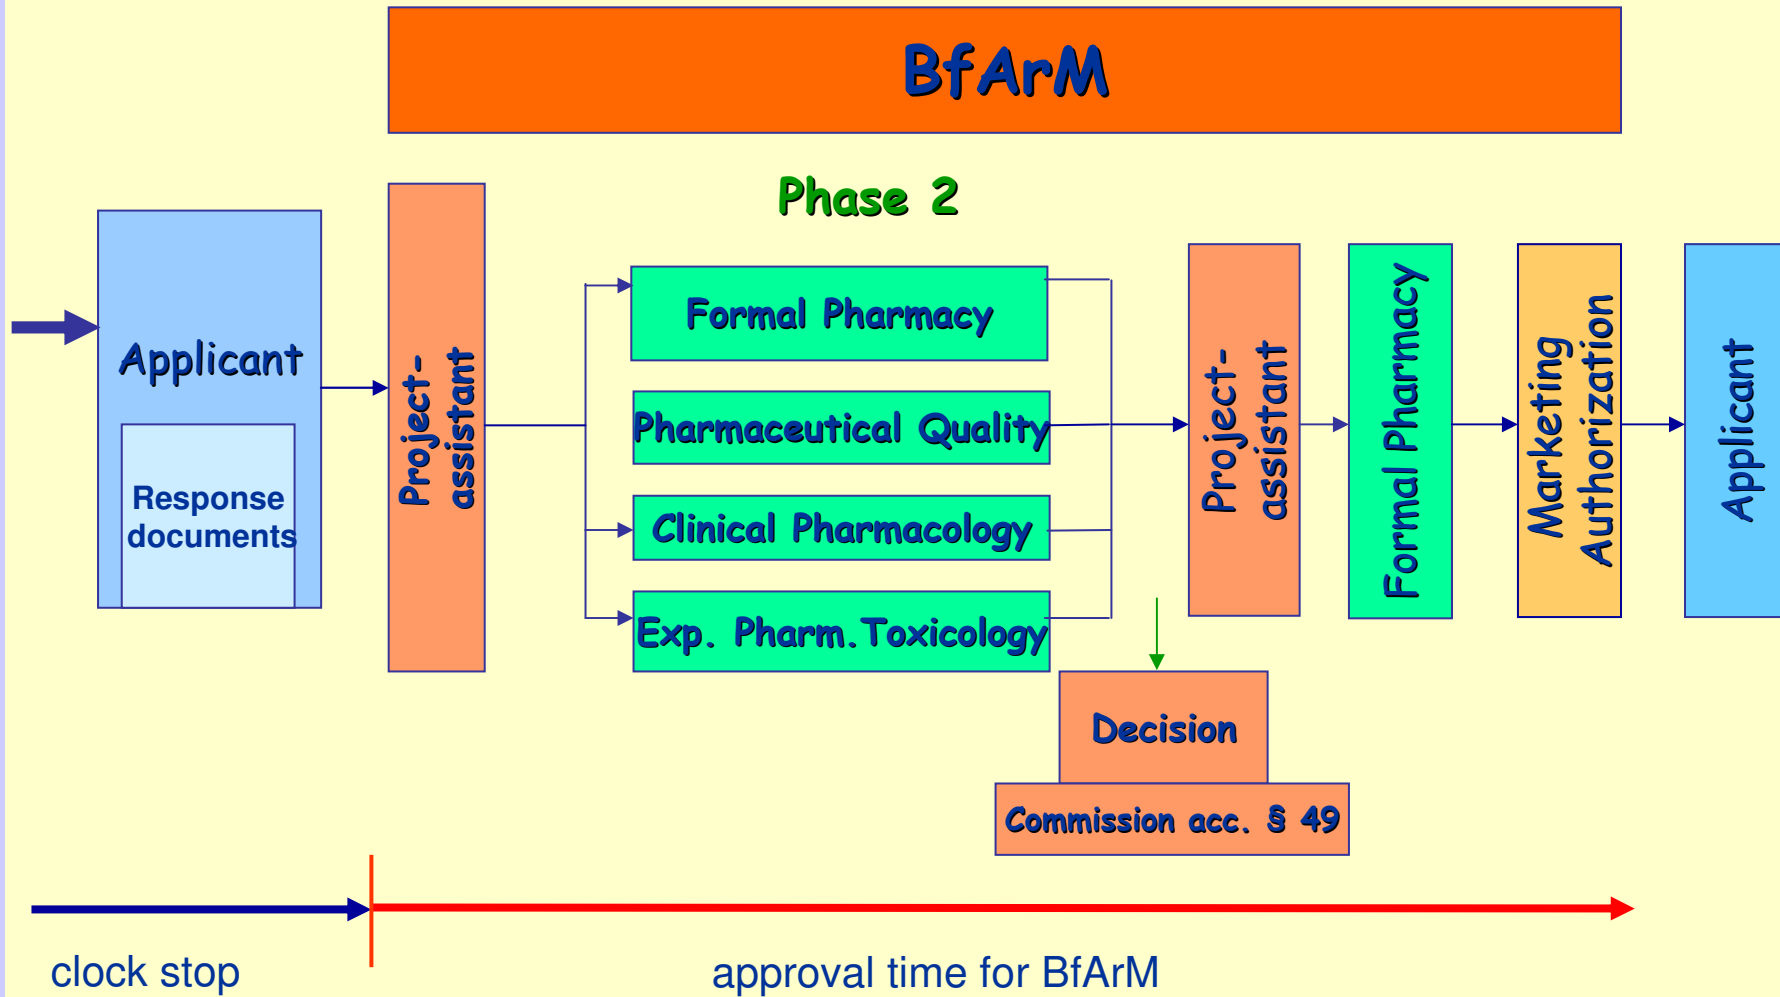 BfArM
Phase 2
Applicant
Response
documents
Project-
assistant
Formal Pharmacy
Pharmaceutical Quality
Clinical Pharmacology
Exp. Pharm.Toxicology
Project-
assistant
Formal Pharmacy
Marketing
Authorization
Applicant
Decision
Commission acc. § 49
clock stop
approval time for BfArM